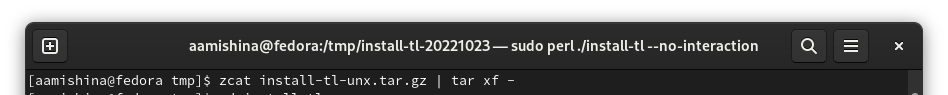 aamishina@fedora:/tmp/install-tl-20221023 — sudo perl ./install-tl --no-interaction
[aamishina@fedora tmp]$ zcat install-tl-unx.tar.gz | tar xf -